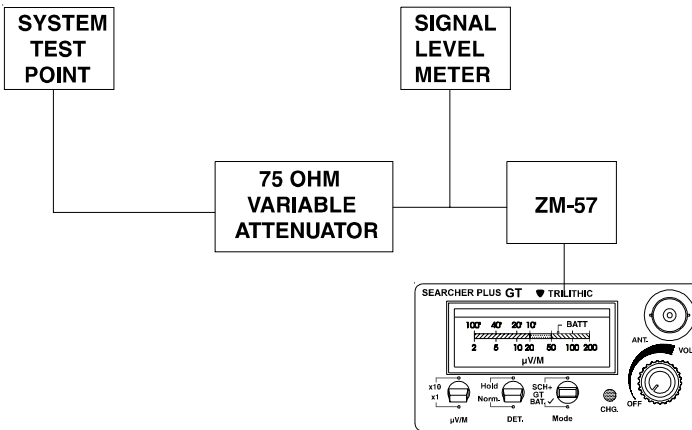 SYSTEM
TEST
POINT
SIGNAL
LEVEL
METER
75 OHM
VARIABLE
ATTENUATOR
ZM-57
SEARCHER PLUS GT TRILITHIC
100' 40' 20' 10' BATT
2 5 10 20 50 100 200
µV/M
ANT.
VOL
OFF
x10
x1
µV/M
Hold
Norm.
DET.
SCH+
GT
BAT. ✓
Mode
CHG.